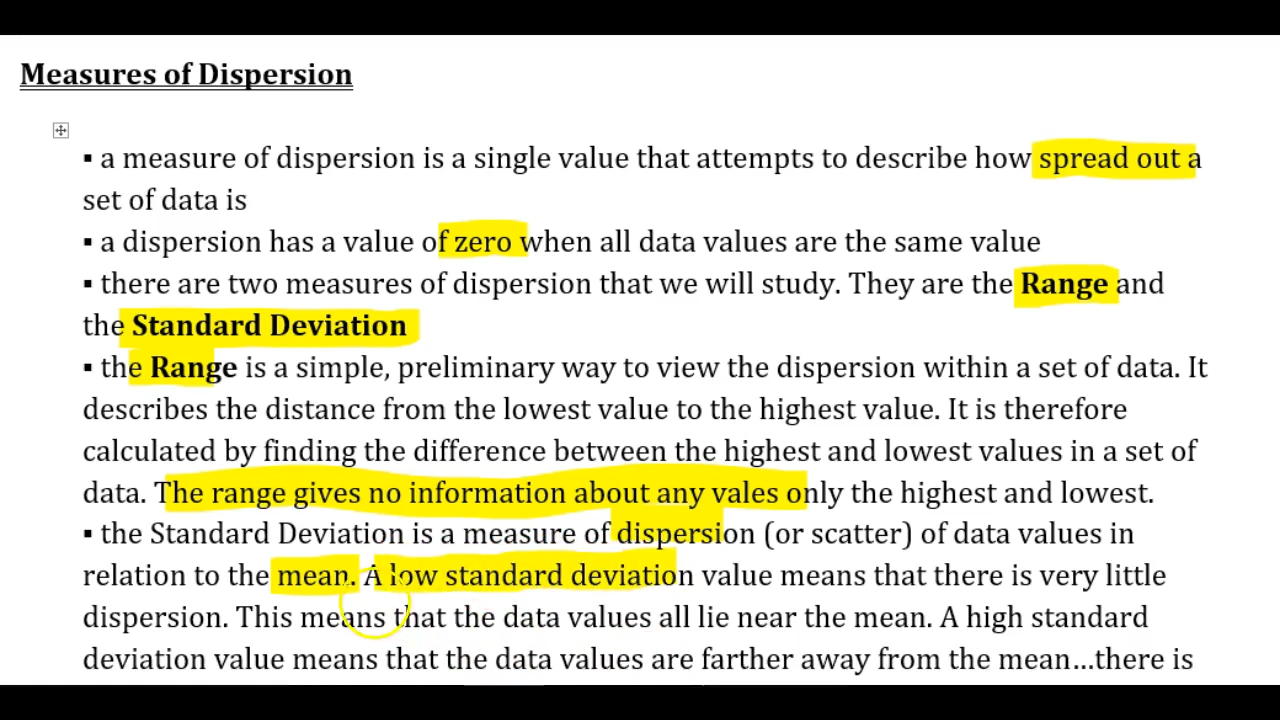 Measures of Dispersion
▪ a measure of dispersion is a single value that attempts to describe how spread out a
set of data is
▪ a dispersion has a value of zero when all data values are the same value
▪ there are two measures of dispersion that we will study. They are the Range and
the Standard Deviation
▪ the Range is a simple, preliminary way to view the dispersion within a set of data. It
describes the distance from the lowest value to the highest value. It is therefore
calculated by finding the difference between the highest and lowest values in a set of
data. The range gives no information about any vales only the highest and lowest.
▪ the Standard Deviation is a measure of dispersion (or scatter) of data values in
relation to the mean. A low standard deviation value means that there is very little
dispersion. This means that the data values all lie near the mean. A high standard
deviation value means that the data values are farther away from the mean…there is